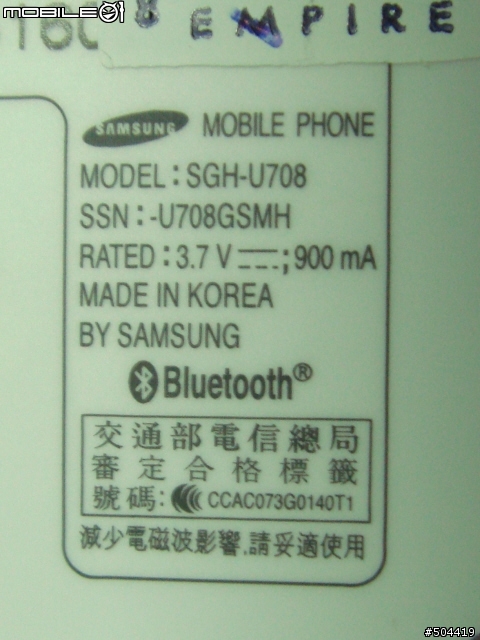 MOBILE01
EMPIRE
SAMSUNG MOBILE PHONE
MODEL : SGH-U708
SSN : -U708GSMH
RATED : 3.7 V ; 900 mA
MADE IN KOREA
BY SAMSUNG
Bluetooth®
交通部電信總局
審定合格標籤
號碼: CCAC073G0140T1
減少電磁波影響,請妥適使用
#504419